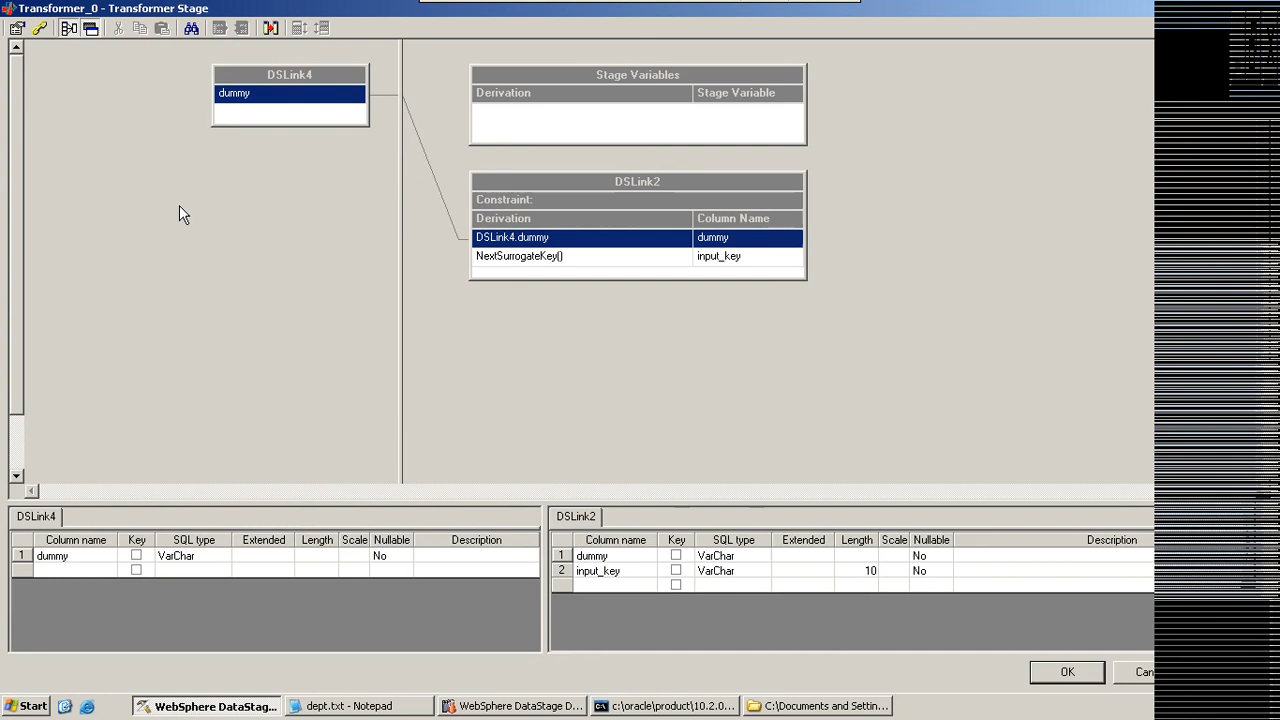 Transformer_0 - Transformer Stage
DSLink4
dummy
Stage Variables
Derivation Stage Variable
DSLink2
Constraint:
Derivation Column Name
DSLink4.dummy dummy
NextSurrogateKey() input_key
DSLink4
Column name Key SQL type Extended Length Scale Nullable Description
1 dummy VarChar No
DSLink2
Column name Key SQL type Extended Length Scale Nullable Description
1 dummy VarChar No
2 input_key VarChar 10 No
OK Can
Start WebSphere DataStag... dept.txt - Notepad WebSphere DataStage D... c:\oracle\product\10.2.0... C:\Documents and Settin...